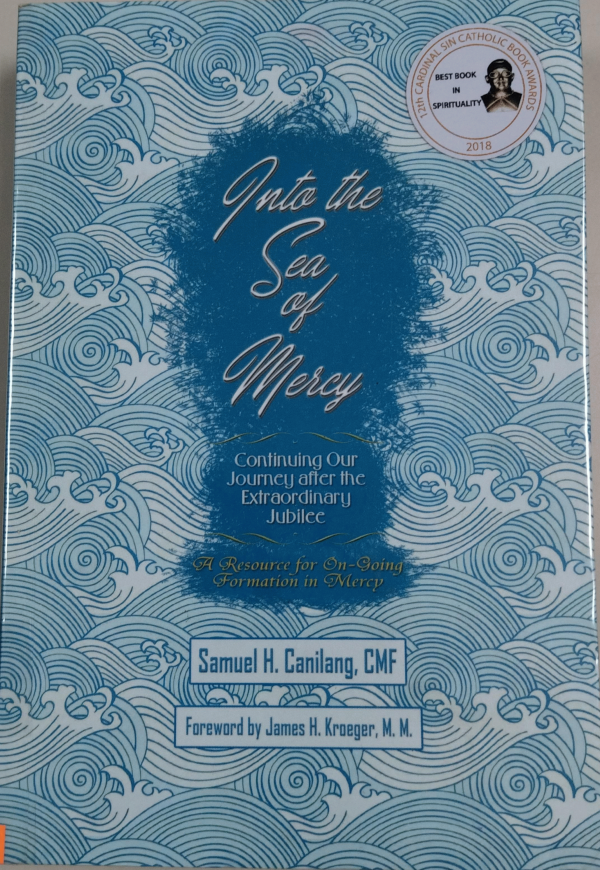 12th CARDINAL SIN CATHOLIC BOOK AWARDS
BEST BOOK
IN
SPIRITUALITY
2018
Into the
Sea
of
Mercy
Continuing Our
Journey after the
Extraordinary
Jubilee
A Resource for On-Going
Formation in Mercy
Samuel H. Canilang, CMF
Foreword by James H. Kroeger, M. M.